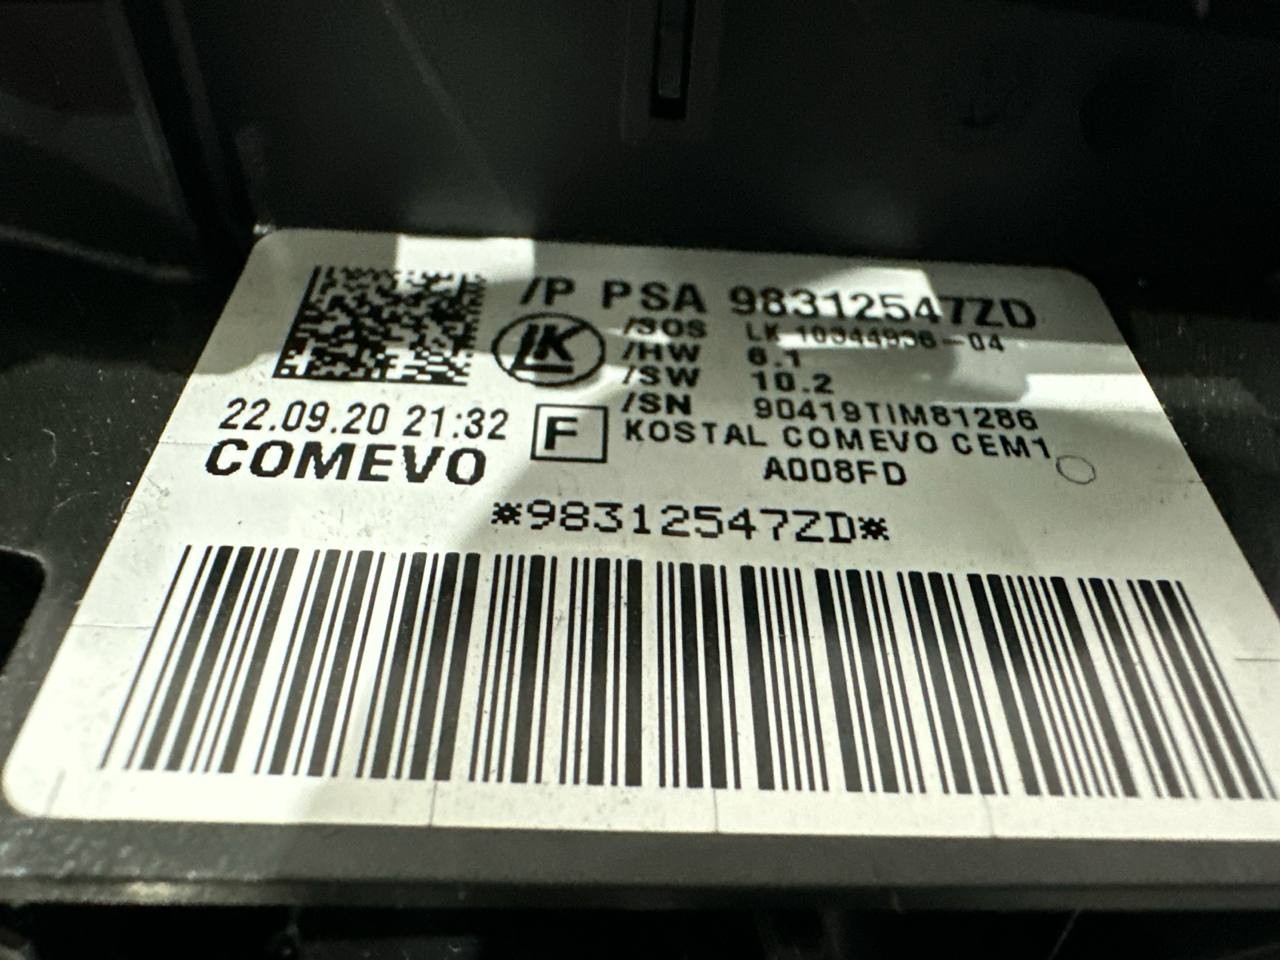 /P PSA 98312547ZD
LK
/SOS LK 10344936-04
/HW 6.1
/SW 10.2
/SN 90419TIM81286
22.09.20 21:32
F
KOSTAL COMEVO CEM1
COMEVO
A008FD
*98312547ZD*